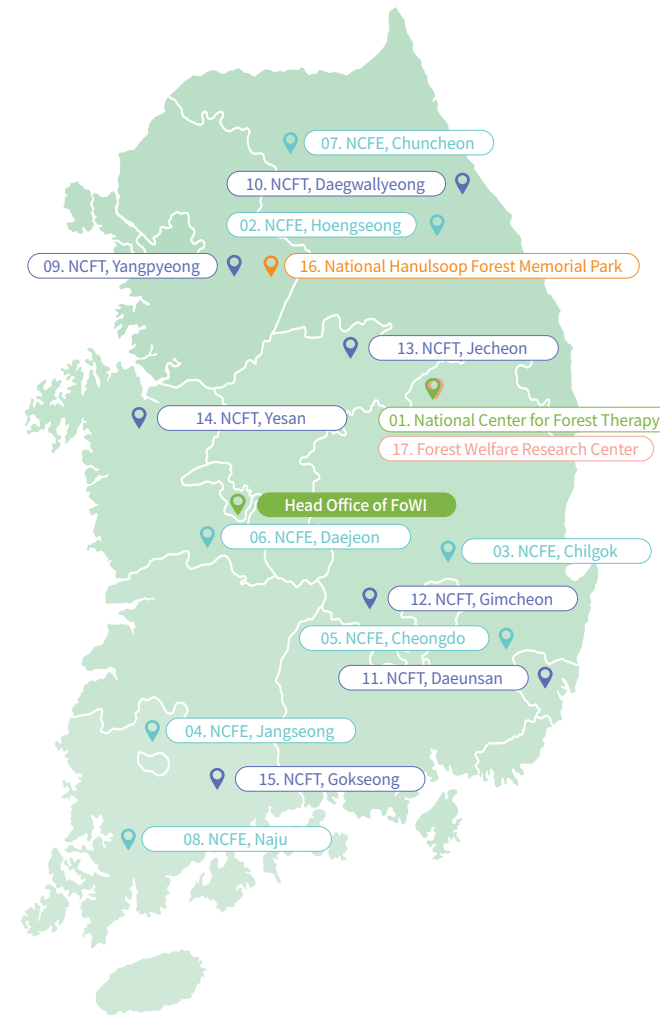 07. NCFE, Chuncheon
10. NCFT, Daegwallyeong
02. NCFE, Hoengseong
09. NCFT, Yangpyeong
16. National Hanulsoop Forest Memorial Park
13. NCFT, Jecheon
14. NCFT, Yesan
01. National Center for Forest Therapy
17. Forest Welfare Research Center
Head Office of FoWI
06. NCFE, Daejeon
03. NCFE, Chilgok
12. NCFT, Gimcheon
05. NCFE, Cheongdo
11. NCFT, Daeunsan
04. NCFE, Jangseong
15. NCFT, Gokseong
08. NCFE, Naju